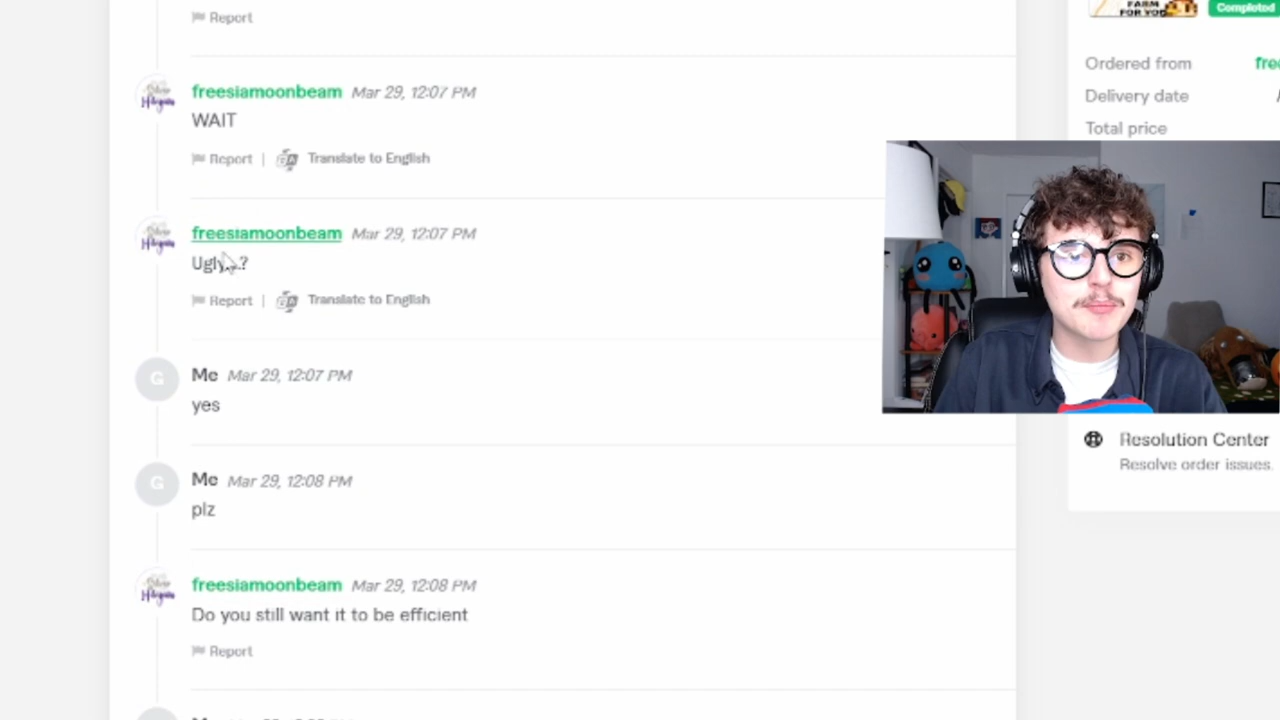 Report
FARM
FOR YOU
Completed
freesiamoonbeam Mar 29, 12:07 PM
WAIT
Report | Translate to English
Ordered from
Delivery date
Total price
freesiamoonbeam Mar 29, 12:07 PM
Ugly...?
Report | Translate to English
G Me Mar 29, 12:07 PM
yes
Resolution Center
Resolve order issues.
G Me Mar 29, 12:08 PM
plz
freesiamoonbeam Mar 29, 12:08 PM
Do you still want it to be efficient
Report